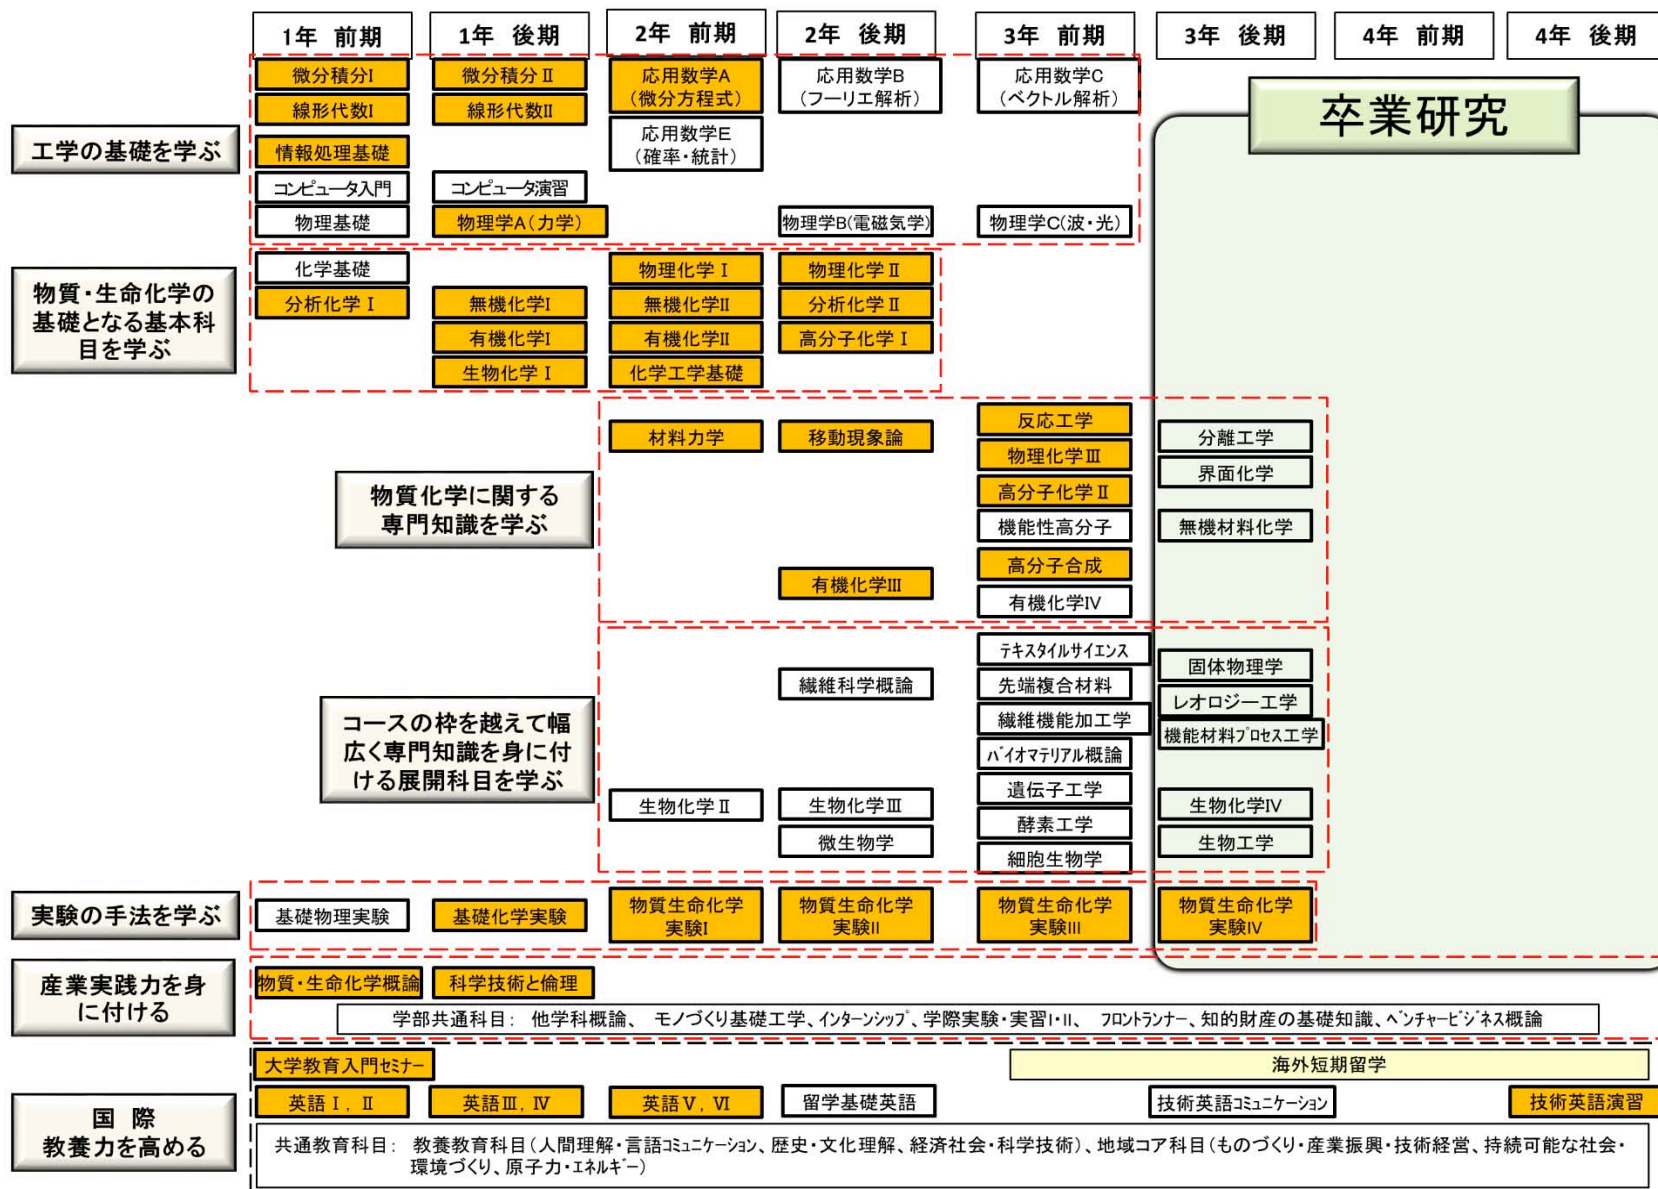 1年 前期
1年 後期
2年 前期
2年 後期
3年 前期
3年 後期
4年 前期
4年 後期
卒業研究
工学の基礎を学ぶ
微分積分I
微分積分Ⅱ
応用数学A
(微分方程式)
応用数学B
(フーリエ解析)
応用数学C
(ベクトル解析)
線形代数I
線形代数II
応用数学E
(確率・統計)
情報処理基礎
コンピュータ入門
コンピュータ演習
物理基礎
物理学A(力学)
物理学B(電磁気学)
物理学C(波・光)
物質・生命化学の
基礎となる基本科
目を学ぶ
化学基礎
物理化学Ⅰ
物理化学Ⅱ
分析化学Ⅰ
無機化学I
無機化学II
分析化学Ⅱ
有機化学I
有機化学II
高分子化学Ⅰ
生物化学Ⅰ
化学工学基礎
物質化学に関する
専門知識を学ぶ
材料力学
移動現象論
反応工学
分離工学
物理化学Ⅲ
界面化学
高分子化学Ⅱ
機能性高分子
無機材料化学
高分子合成
有機化学III
有機化学IV
コースの枠を越えて幅
広く専門知識を身に付
ける展開科目を学ぶ
テキスタイルサイエンス
固体物理学
繊維科学概論
先端複合材料
レオロジー工学
繊維機能加工学
機能材料プロセス工学
バイオマテリアル概論
遺伝子工学
生物化学Ⅱ
生物化学Ⅲ
生物化学IV
酵素工学
微生物学
生物工学
細胞生物学
実験の手法を学ぶ
基礎物理実験
基礎化学実験
物質生命化学
実験I
物質生命化学
実験II
物質生命化学
実験III
物質生命化学
実験IV
産業実践力を身
に付ける
物質・生命化学概論
科学技術と倫理
学部共通科目: 他学科概論、 モノづくり基礎工学、インターンシップ、学際実験・実習I・II、 フロントランナー、知的財産の基礎知識、ベンチャービジネス概論
国 際
教養力を高める
大学教育入門セミナー
海外短期留学
英語Ⅰ, Ⅱ
英語Ⅲ, Ⅳ
英語Ⅴ, Ⅵ
留学基礎英語
技術英語コミュニケーション
技術英語演習
共通教育科目: 教養教育科目(人間理解・言語コミュニケーション、歴史・文化理解、経済社会・科学技術)、地域コア科目(ものづくり・産業振興・技術経営、持続可能な社会・
環境づくり、原子力・エネルギー)